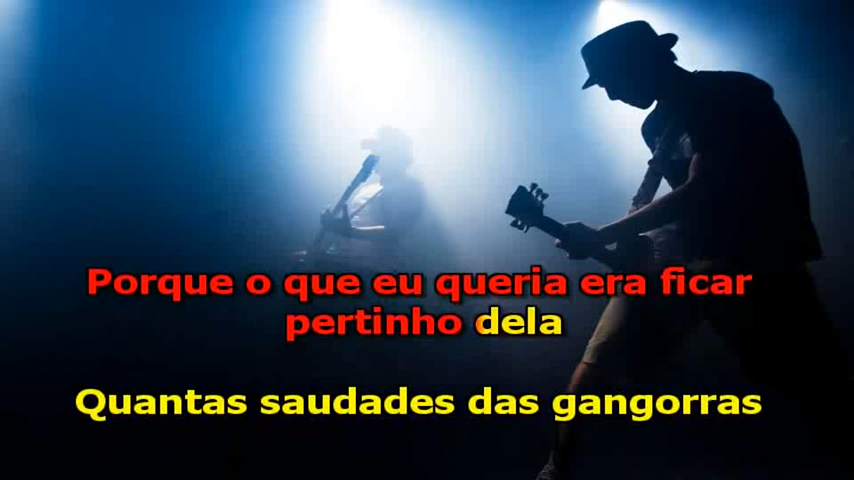 Porque o que eu queria era ficar
pertinho dela
Quantas saudades das gangorras